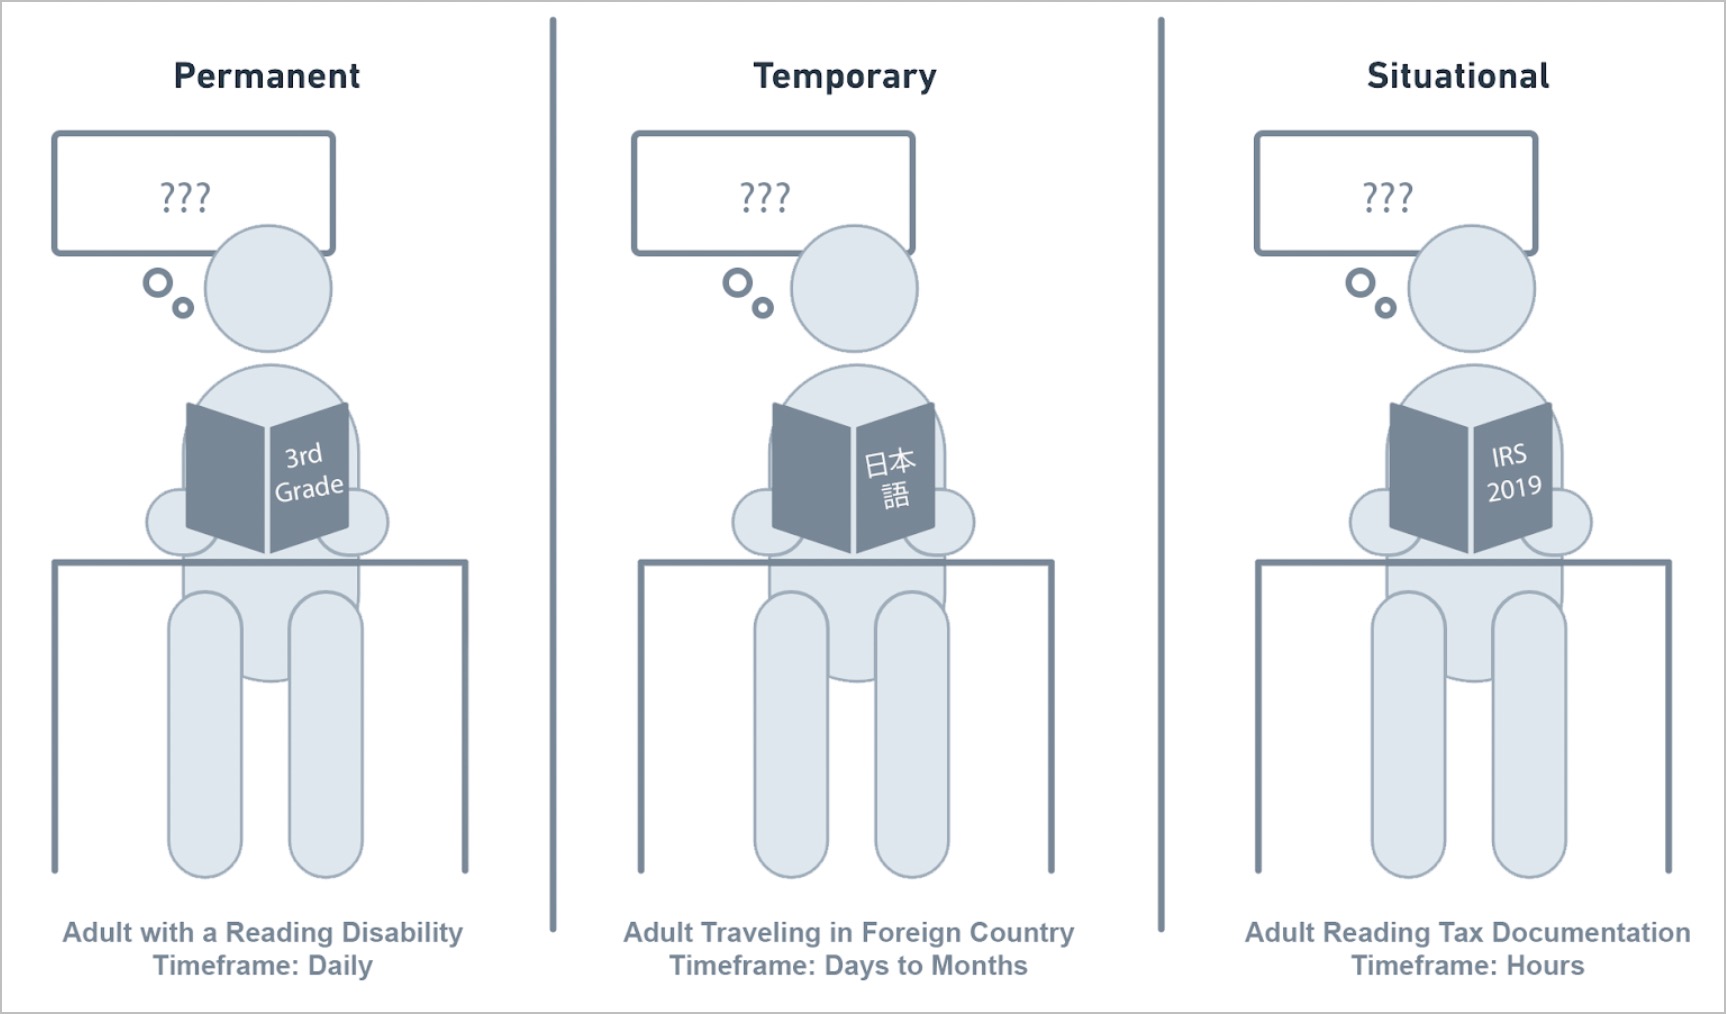 Permanent
???
3rd
Grade
Adult with a Reading Disability
Timeframe: Daily
Temporary
???
日本
語
Adult Traveling in Foreign Country
Timeframe: Days to Months
Situational
???
IRS
2019
Adult Reading Tax Documentation
Timeframe: Hours